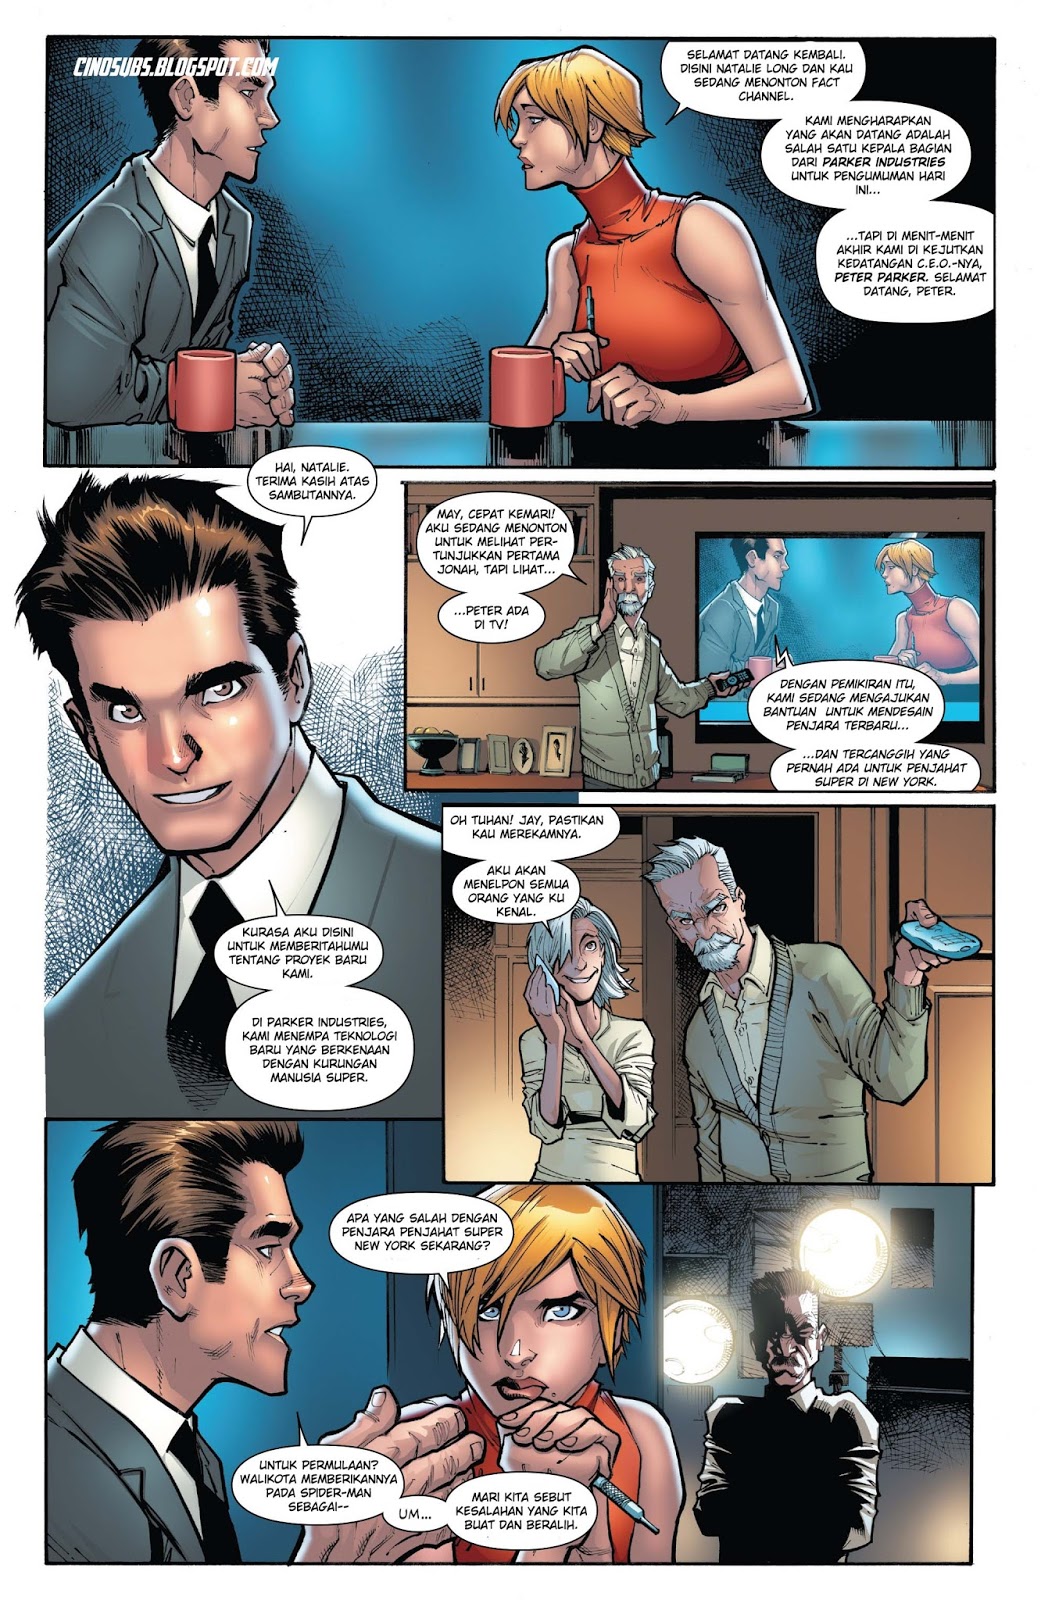 CINOSUBS.BLOGSPOT.COM
SELAMAT DATANG KEMBALI.
DISINI NATALIE LONG DAN KAU
SEDANG MENONTON FACT
CHANNEL.
KAMI MENGHARAPKAN
YANG AKAN DATANG ADALAH
SALAH SATU KEPALA BAGIAN
DARI PARKER INDUSTRIES
UNTUK PENGUMUMAN HARI
INI...
...TAPI DI MENIT-MENIT
AKHIR KAMI DI KEJUTKAN
KEDATANGAN C.E.O.-NYA,
PETER PARKER. SELAMAT
DATANG, PETER.
HAI, NATALIE.
TERIMA KASIH ATAS
SAMBUTANNYA.
KURASA AKU DISINI
UNTUK MEMBERITAHUMU
TENTANG PROYEK BARU
KAMI.
DI PARKER INDUSTRIES,
KAMI MENEMPA TEKNOLOGI
BARU YANG BERKENAAN
DENGAN KURUNGAN
MANUSIA SUPER.
MAY, CEPAT KEMARI!
AKU SEDANG MENONTON
UNTUK MELIHAT PER-
TUNJUKKAN PERTAMA
JONAH, TAPI LIHAT...
...PETER ADA
DI TV!
DENGAN PEMIKIRAN ITU,
KAMI SEDANG MENGAJUKAN
BANTUAN UNTUK MENDESAIN
PENJARA TERBARU...
...DAN TERCANGGIH YANG
PERNAH ADA UNTUK PENJAHAT
SUPER DI NEW YORK.
OH TUHAN! JAY, PASTIKAN
KAU MEREKAMNYA.
AKU AKAN
MENELPON SEMUA
ORANG YANG KU
KENAL.
APA YANG SALAH DENGAN
PENJARA PENJAHAT SUPER
NEW YORK SEKARANG?
UNTUK PERMULAAN?
WALIKOTA MEMBERIKANNYA
PADA SPIDER-MAN
SEBAGAI--
UM...
MARI KITA SEBUT
KESALAHAN YANG KITA
BUAT DAN BERALIH.